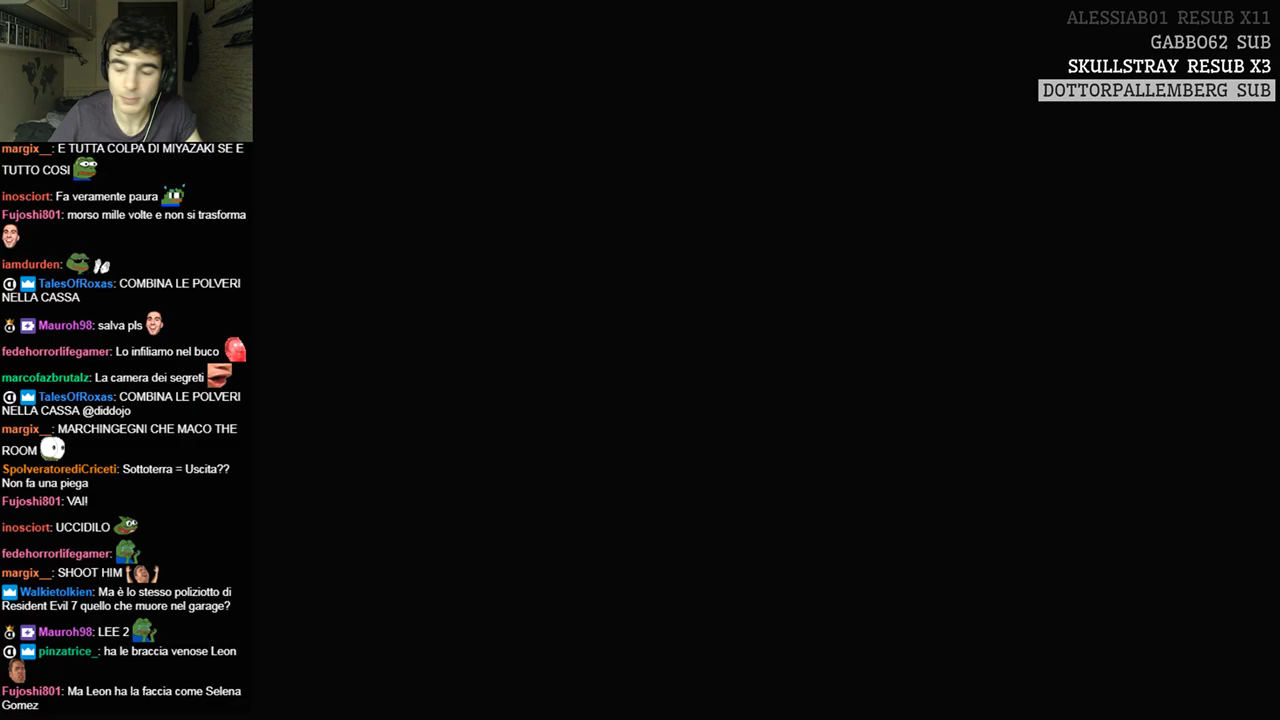 ALESSIAB01 RESUB X11
GABBO62 SUB
SKULLSTRAY RESUB X3
DOTTORPALLEMBERG SUB
margix__: E TUTTA COLPA DI MIYAZAKI SE E
TUTTO COSI
inosciort: Fa veramente paura
Fujoshi801: morso mille volte e non si trasforma
iamdurden:
TalesOfRoxas: COMBINA LE POLVERI
NELLA CASSA
Mauroh98: salva pls
fedehorrorlifegamer: Lo infiliamo nel buco
marcofazbrutalz: La camera dei segreti
TalesOfRoxas: COMBINA LE POLVERI
NELLA CASSA @diddojo
margix__: MARCHINGEGNI CHE MACO THE
ROOM
SpolveratorediCriceti: Sottoterra = Uscita??
Non fa una piega
Fujoshi801: VAI!
inosciort: UCCIDILO
fedehorrorlifegamer:
margix__: SHOOT HIM
Walkietolkien: Ma è lo stesso poliziotto di
Resident Evil 7 quello che muore nel garage?
Mauroh98: LEE 2
pinzatrice_: ha le braccia venose Leon
Fujoshi801: Ma Leon ha la faccia come Selena
Gomez